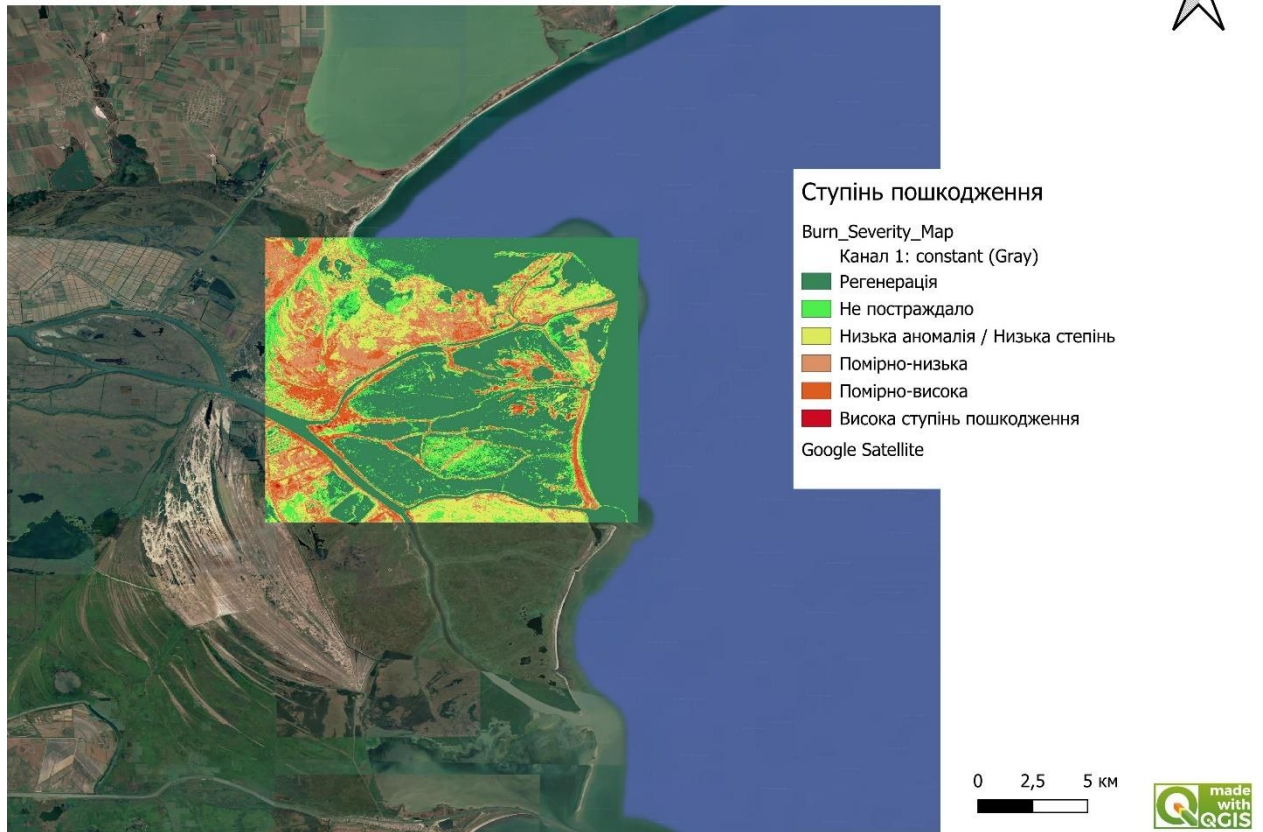 Ступінь пошкодження
Burn_Severity_Map
Канал 1: constant (Gray)
Регенерація
Не постраждало
Низька аномалія / Низька степінь
Помірно-низька
Помірно-висока
Висока ступінь пошкодження
Google Satellite
0 2,5 5 км
made
with
QGIS